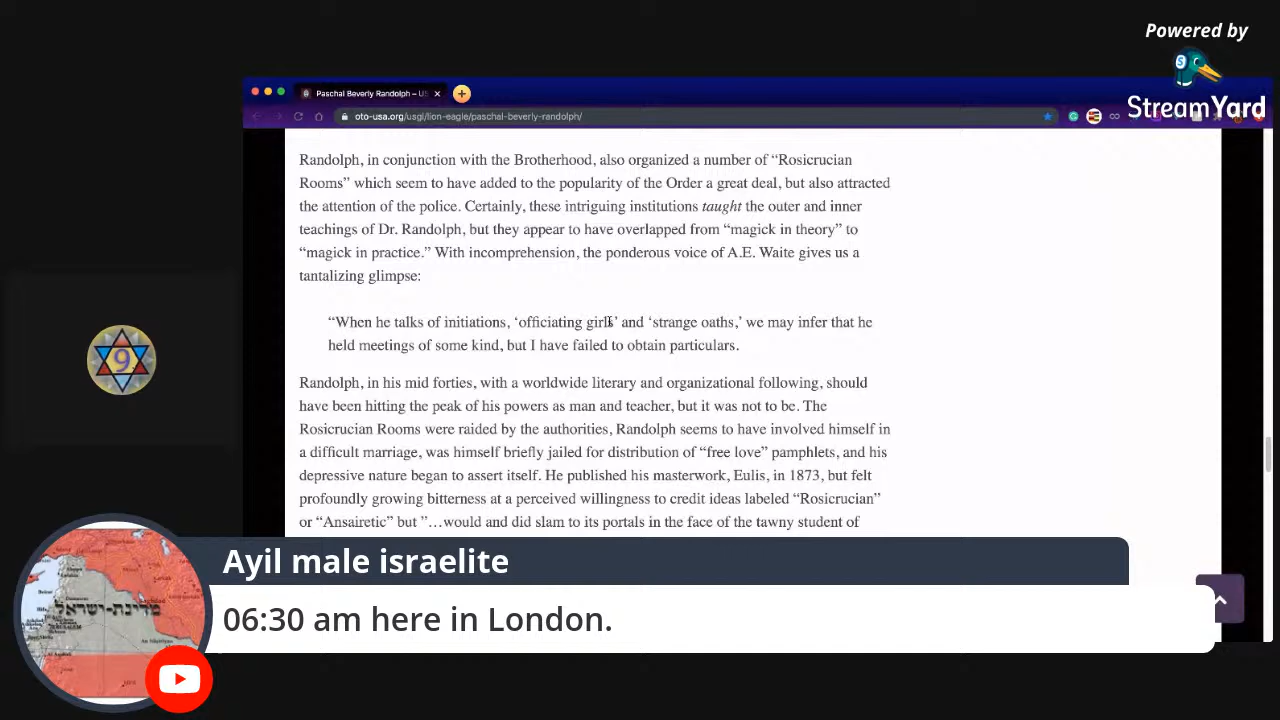 Powered by
StreamYard
Paschal Beverly Randolph – US
oto-usa.org/usgl/lion-eagle/paschal-beverly-randolph/
Randolph, in conjunction with the Brotherhood, also organized a number of “Rosicrucian
Rooms” which seem to have added to the popularity of the Order a great deal, but also attracted
the attention of the police. Certainly, these intriguing institutions taught the outer and inner
teachings of Dr. Randolph, but they appear to have overlapped from “magick in theory” to
“magick in practice.” With incomprehension, the ponderous voice of A.E. Waite gives us a
tantalizing glimpse:
“When he talks of initiations, ‘officiating girls’ and ‘strange oaths,’ we may infer that he
held meetings of some kind, but I have failed to obtain particulars.
Randolph, in his mid forties, with a worldwide literary and organizational following, should
have been hitting the peak of his powers as man and teacher, but it was not to be. The
Rosicrucian Rooms were raided by the authorities, Randolph seems to have involved himself in
a difficult marriage, was himself briefly jailed for distribution of “free love” pamphlets, and his
depressive nature began to assert itself. He published his masterwork, Eulis, in 1873, but felt
profoundly growing bitterness at a perceived willingness to credit ideas labeled “Rosicrucian”
or “Ansairetic” but ”…would and did slam to its portals in the face of the tawny student of
9
מדינת-ישראל
Ayil male israelite
06:30 am here in London.